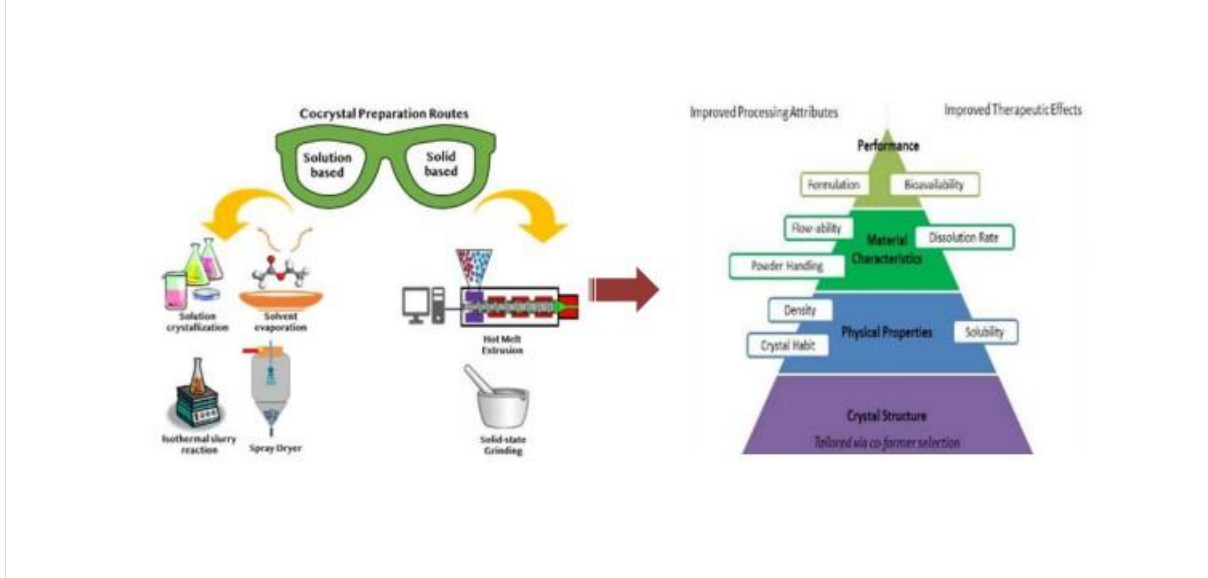 Cocrystal Preparation Routes
Solution
based
Solid
based
Solution
crystallization
Solvent
evaporation
Isothermal slurry
reaction
Spray Dryer
Hot Melt
Extrusion
Solid-state
Grinding
Improved Processing Attributes
Improved Therapeutic Effects
Performance
Formulation
Bioavailability
Flow-ability
Material
Characteristics
Dissolution Rate
Powder Handing
Density
Physical Properties
Solubility
Crystal Habit
Crystal Structure
Tailored via co-former selection